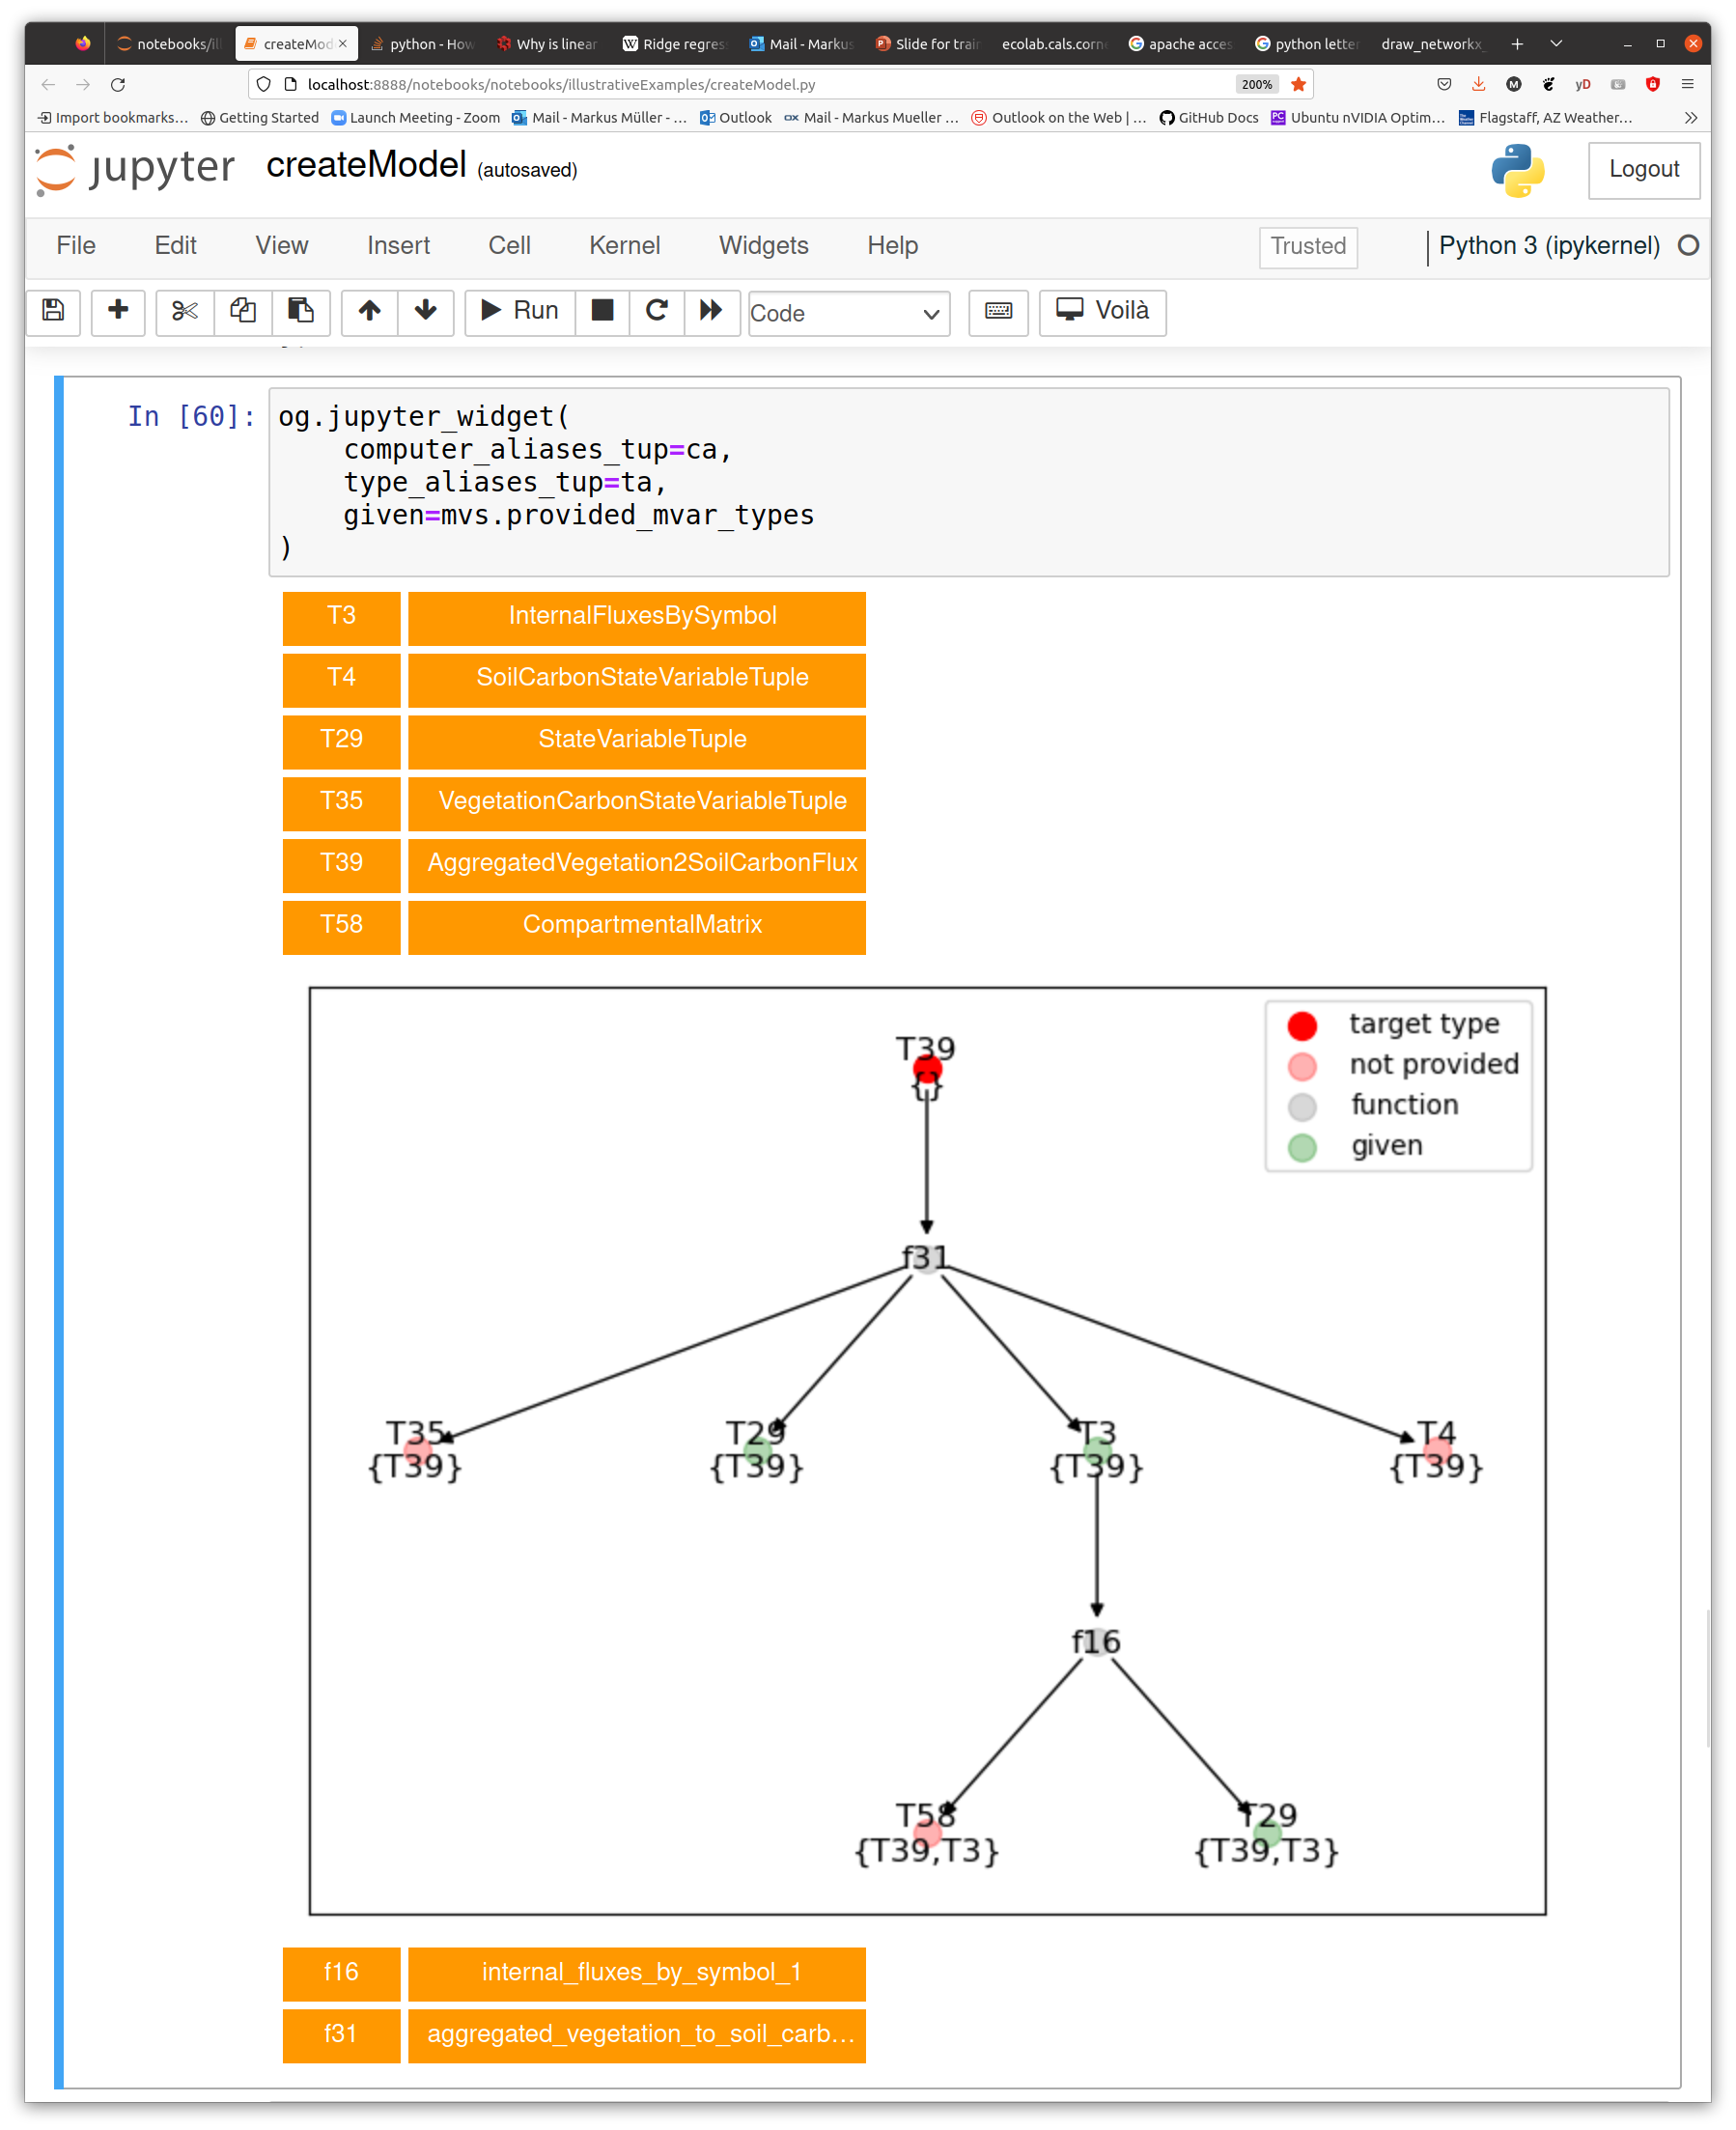 notebooks/ill
createMod
python - How
Why is linear
Ridge regres
Mail - Markus
Slide for trai
ecolab.cals.corne
apache acces
python lette
draw_networkx_
localhost:8888/notebooks/notebooks/illustrativeExamples/createModel.py
200%
yD
Import bookmarks...
Getting Started
Launch Meeting - Zoom
Mail - Markus Müller - ...
Outlook
Mail - Markus Mueller ...
Outlook on the Web | ...
GitHub Docs
Ubuntu nVIDIA Optim...
Flagstaff, AZ Weather...
jupyter createModel (autosaved)
Logout
File Edit View Insert Cell Kernel Widgets Help
Trusted
Python 3 (ipykernel)
Run
Code
Voilà
In [60]: og.jupyter_widget(
computer_aliases_tup=ca,
type_aliases_tup=ta,
given=mvs.provided_mvar_types
)
T3 InternalFluxesBySymbol
T4 SoilCarbonStateVariableTuple
T29 StateVariableTuple
T35 VegetationCarbonStateVariableTuple
T39 AggregatedVegetation2SoilCarbonFlux
T58 CompartmentalMatrix
target type
not provided
function
given
T39
{}
f31
T35 T29 T3 T4
{T39} {T39} {T39} {T39}
f16
T58 T29
{T39,T3} {T39,T3}
f16 internal_fluxes_by_symbol_1
f31 aggregated_vegetation_to_soil_carb...